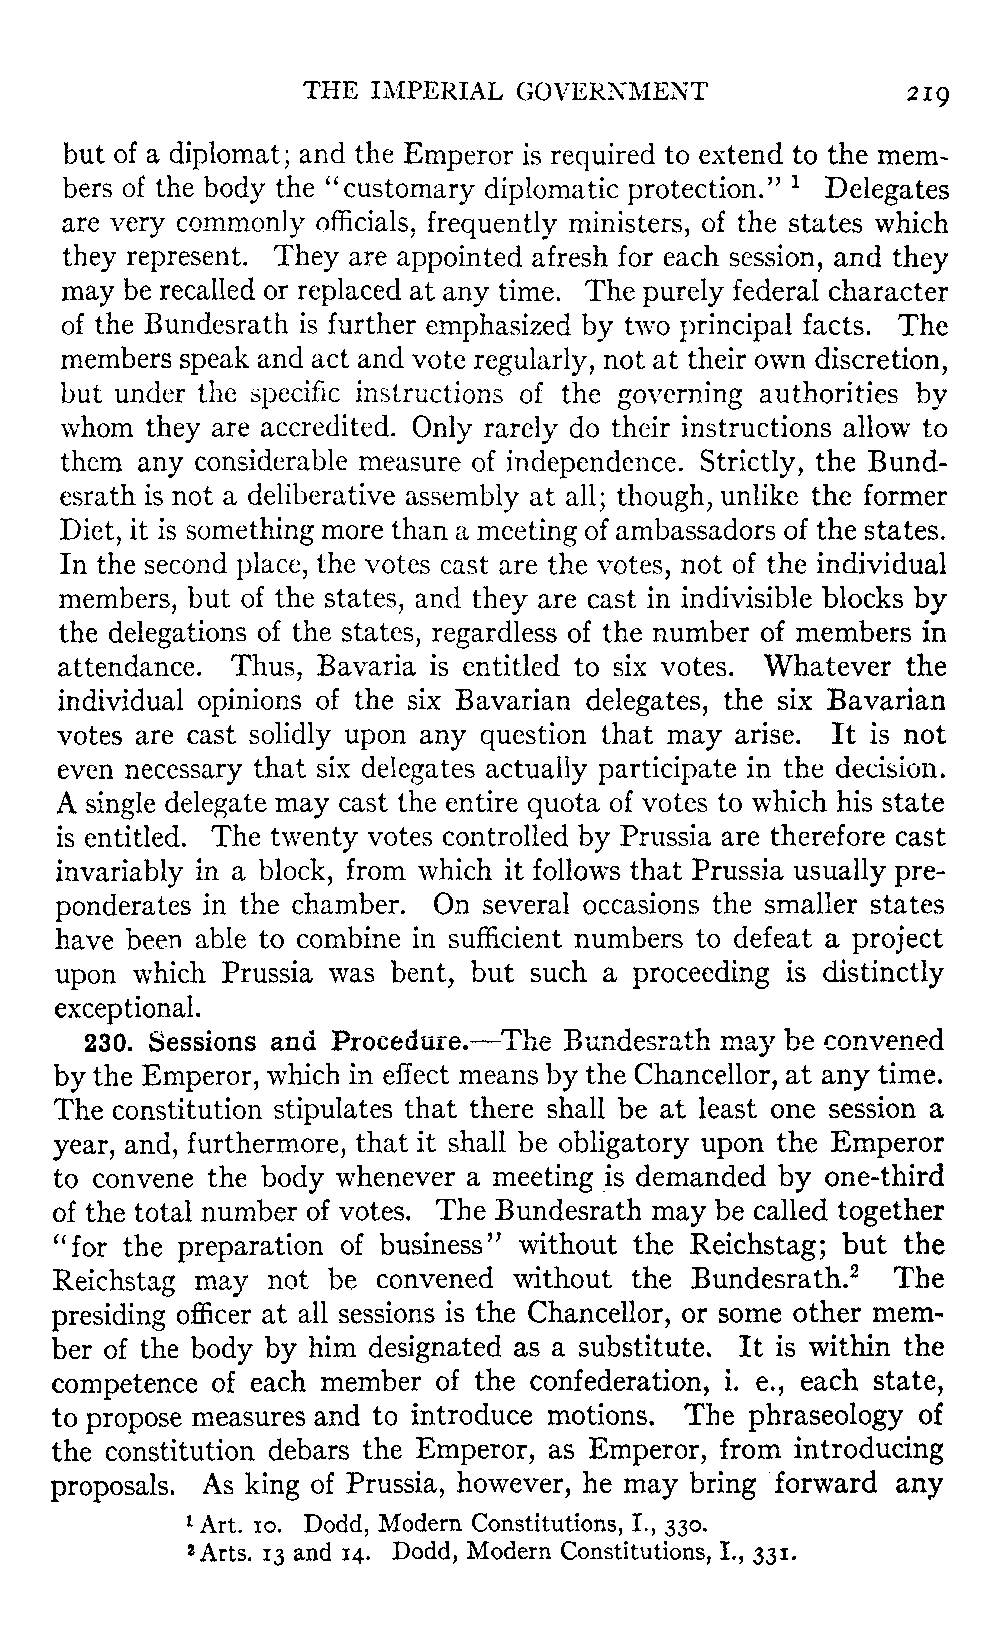 THE IMPERIAL GOVERNMENT 219
but of a diplomat; and the Emperor is required to extend to the mem-
bers of the body the "customary diplomatic protection." ¹ Delegates
are very commonly officials, frequently ministers, of the states which
they represent. They are appointed afresh for each session, and they
may be recalled or replaced at any time. The purely federal character
of the Bundesrath is further emphasized by two principal facts. The
members speak and act and vote regularly, not at their own discretion,
but under the specific instructions of the governing authorities by
whom they are accredited. Only rarely do their instructions allow to
them any considerable measure of independence. Strictly, the Bund-
esrath is not a deliberative assembly at all; though, unlike the former
Diet, it is something more than a meeting of ambassadors of the states.
In the second place, the votes cast are the votes, not of the individual
members, but of the states, and they are cast in indivisible blocks by
the delegations of the states, regardless of the number of members in
attendance. Thus, Bavaria is entitled to six votes. Whatever the
individual opinions of the six Bavarian delegates, the six Bavarian
votes are cast solidly upon any question that may arise. It is not
even necessary that six delegates actually participate in the decision.
A single delegate may cast the entire quota of votes to which his state
is entitled. The twenty votes controlled by Prussia are therefore cast
invariably in a block, from which it follows that Prussia usually pre-
ponderates in the chamber. On several occasions the smaller states
have been able to combine in sufficient numbers to defeat a project
upon which Prussia was bent, but such a proceeding is distinctly
exceptional.
230. Sessions and Procedure.—The Bundesrath may be convened
by the Emperor, which in effect means by the Chancellor, at any time.
The constitution stipulates that there shall be at least one session a
year, and, furthermore, that it shall be obligatory upon the Emperor
to convene the body whenever a meeting is demanded by one-third
of the total number of votes. The Bundesrath may be called together
"for the preparation of business" without the Reichstag; but the
Reichstag may not be convened without the Bundesrath.² The
presiding officer at all sessions is the Chancellor, or some other mem-
ber of the body by him designated as a substitute. It is within the
competence of each member of the confederation, i. e., each state,
to propose measures and to introduce motions. The phraseology of
the constitution debars the Emperor, as Emperor, from introducing
proposals. As king of Prussia, however, he may bring forward any
¹ Art. 10. Dodd, Modern Constitutions, I., 330.
² Arts. 13 and 14. Dodd, Modern Constitutions, I., 331.